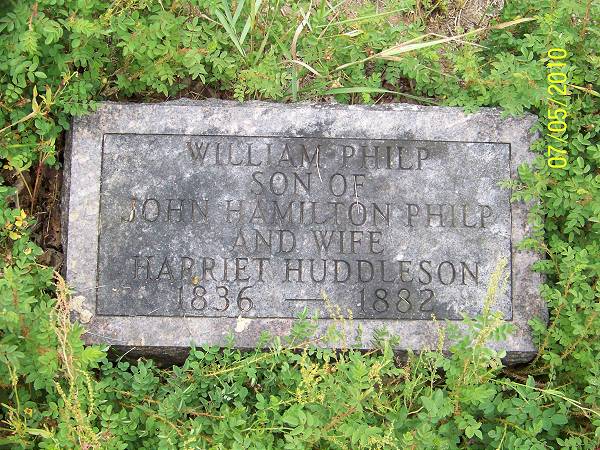 WILLIAM PHILP
SON OF
JOHN HAMILTON PHILP
AND WIFE
HARRIET HUDDLESON
1836 — 1882
07/05/2010